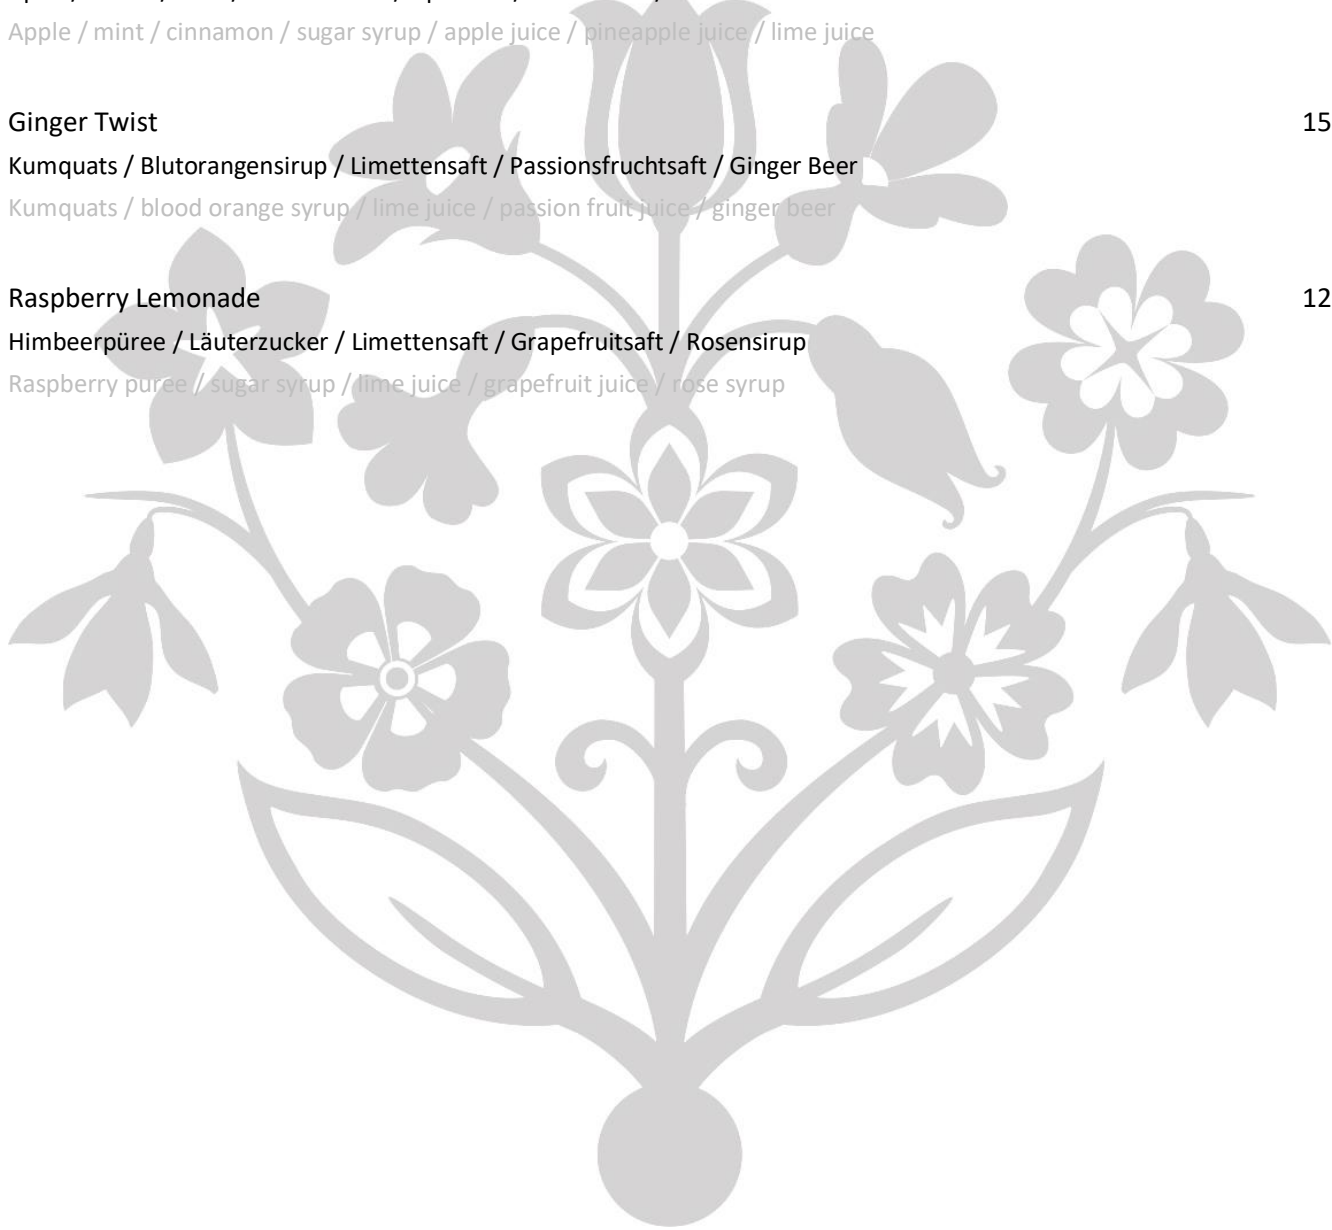 Apple / mint / cinnamon / sugar syrup / apple juice / pineapple juice / lime juice
Ginger Twist 15
Kumquats / Blutorangensirup / Limettensaft / Passionsfruchtsaft / Ginger Beer
Kumquats / blood orange syrup / lime juice / passion fruit juice / ginger beer
Raspberry Lemonade 12
Himbeerpüree / Läuterzucker / Limettensaft / Grapefruitsaft / Rosensirup
Raspberry puree / sugar syrup / lime juice / grapefruit juice / rose syrup